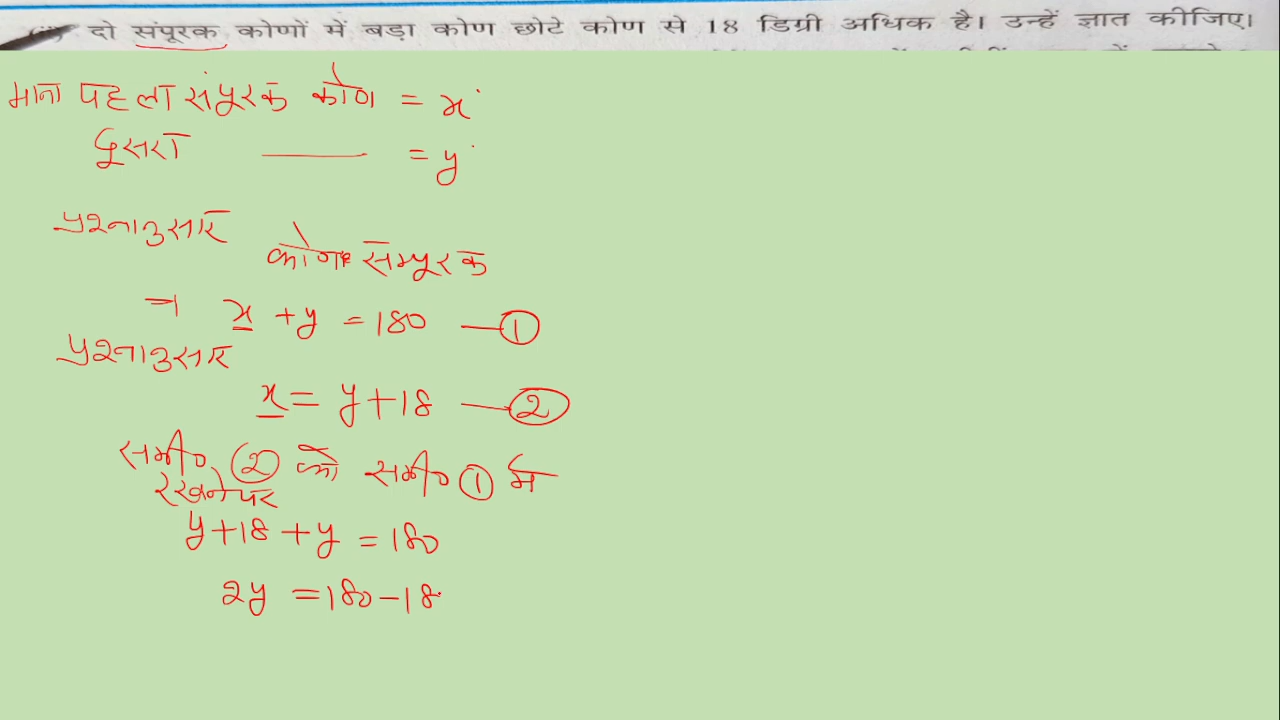 दो संपूरक कोणों में बड़ा कोण छोटे कोण से 18 डिग्री अधिक है। उन्हें ज्ञात कीजिए।
माना पहला संपूरक कोण = x
दूसरा —— = y
प्रश्नानुसार
कोण सम्पूरक
⇒ x + y = 180 — ①
प्रश्नानुसार
x = y + 18 — ②
समी० ② को समी० ① में
रखने पर
y + 18 + y = 180
2y = 180 - 18